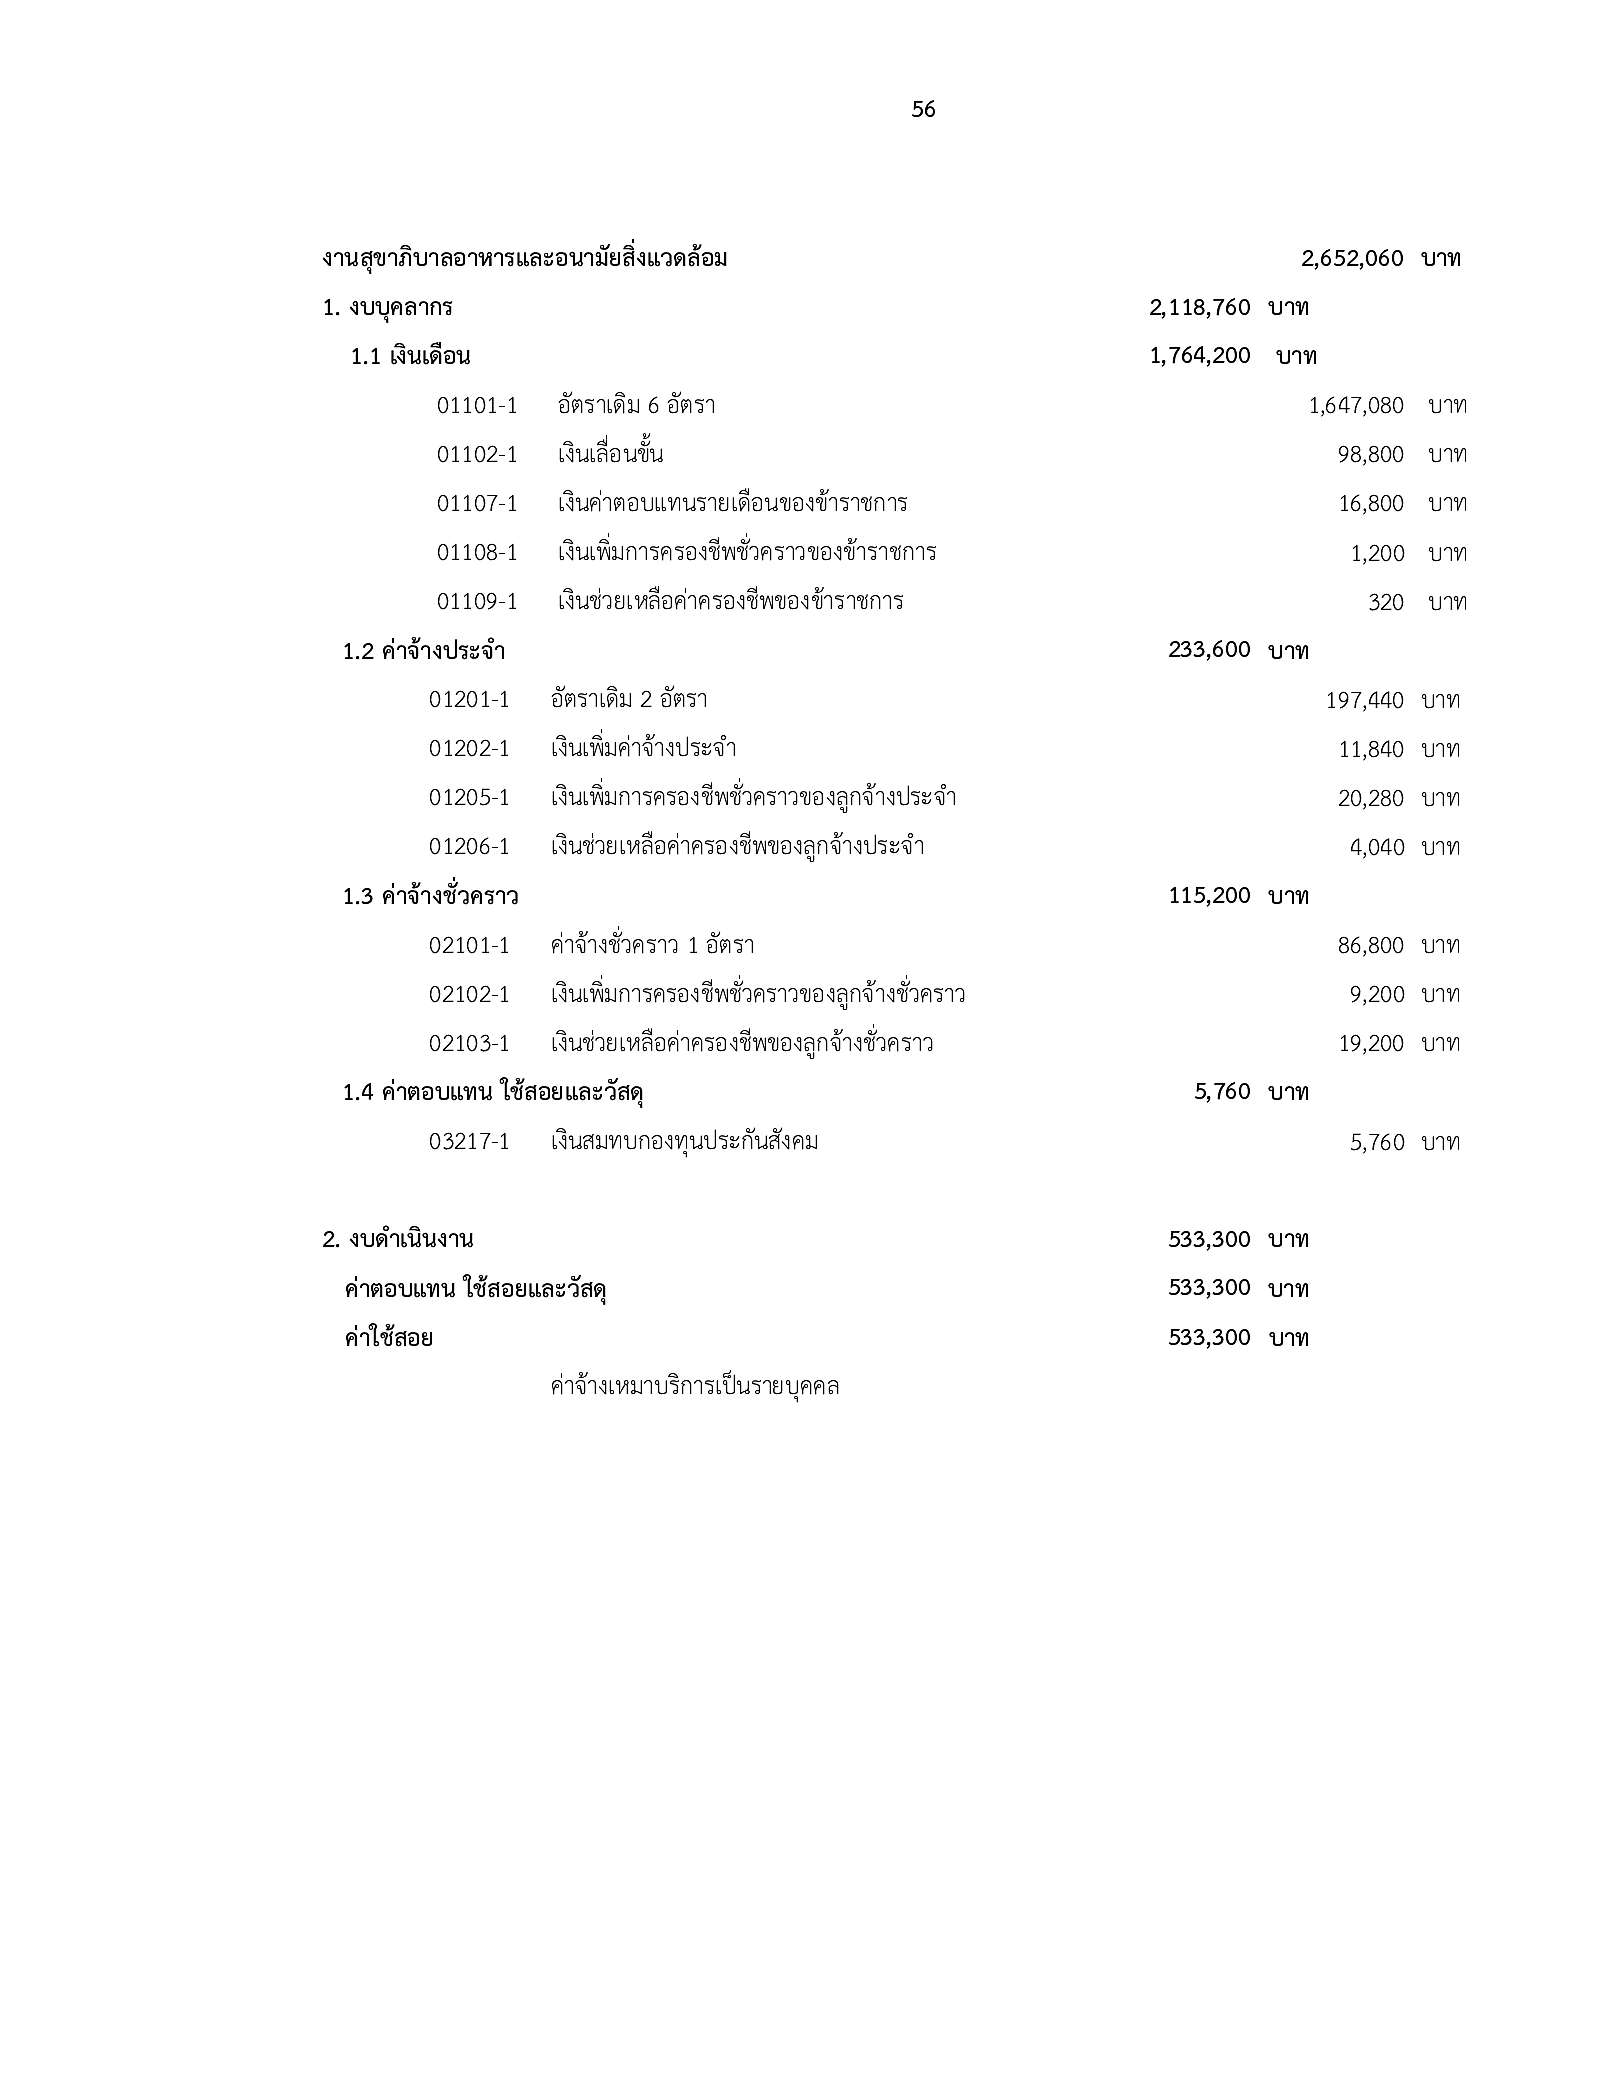 56
งานสุขาภิบาลอาหารและอนามัยสิ่งแวดล้อม 2,652,060 บาท
1. งบบุคลากร 2,118,760 บาท
1.1 เงินเดือน 1,764,200 บาท
01101-1 อัตราเดิม 6 อัตรา 1,647,080 บาท
01102-1 เงินเลื่อนขั้น 98,800 บาท
01107-1 เงินค่าตอบแทนรายเดือนของข้าราชการ 16,800 บาท
01108-1 เงินเพิ่มการครองชีพชั่วคราวของข้าราชการ 1,200 บาท
01109-1 เงินช่วยเหลือค่าครองชีพของข้าราชการ 320 บาท
1.2 ค่าจ้างประจำ 233,600 บาท
01201-1 อัตราเดิม 2 อัตรา 197,440 บาท
01202-1 เงินเพิ่มค่าจ้างประจำ 11,840 บาท
01205-1 เงินเพิ่มการครองชีพชั่วคราวของลูกจ้างประจำ 20,280 บาท
01206-1 เงินช่วยเหลือค่าครองชีพของลูกจ้างประจำ 4,040 บาท
1.3 ค่าจ้างชั่วคราว 115,200 บาท
02101-1 ค่าจ้างชั่วคราว 1 อัตรา 86,800 บาท
02102-1 เงินเพิ่มการครองชีพชั่วคราวของลูกจ้างชั่วคราว 9,200 บาท
02103-1 เงินช่วยเหลือค่าครองชีพของลูกจ้างชั่วคราว 19,200 บาท
1.4 ค่าตอบแทน ใช้สอยและวัสดุ 5,760 บาท
03217-1 เงินสมทบกองทุนประกันสังคม 5,760 บาท
2. งบดำเนินงาน 533,300 บาท
ค่าตอบแทน ใช้สอยและวัสดุ 533,300 บาท
ค่าใช้สอย 533,300 บาท
ค่าจ้างเหมาบริการเป็นรายบุคคล